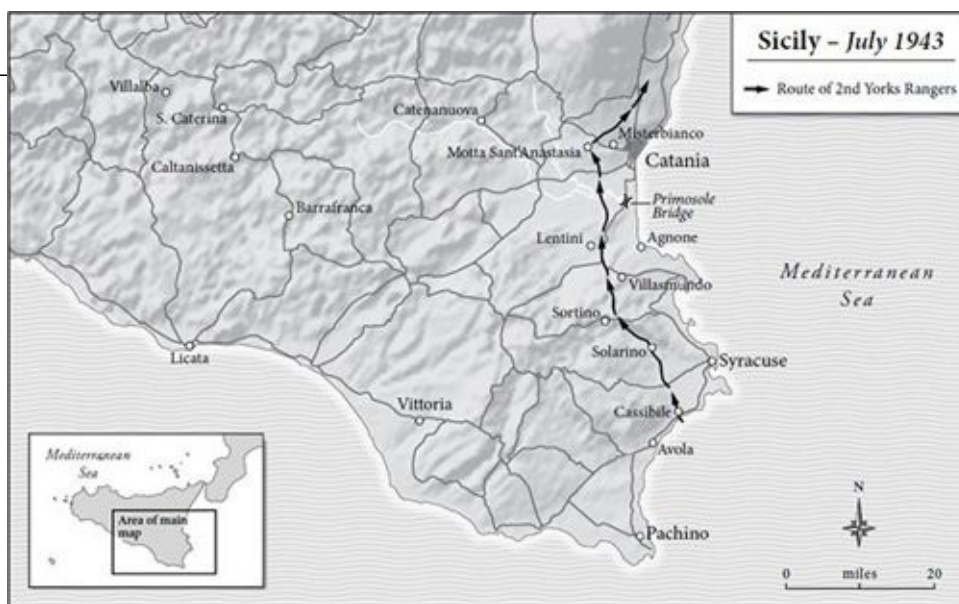 Sicily – July 1943
Route of 2nd Yorks Rangers
Villalba
S. Caterina
Catenanuova
Misterbianco
Motta Sant'Anastasia
Caltanissetta
Catania
Barrafranca
Primosole
Bridge
Lentini
Agnone
Mediterranean
Sea
Villasmundo
Sortino
Solarino
Licata
Syracuse
Vittoria
Cassibile
Avola
Mediterranean
Sea
Area of main
map
N
Pachino
0 miles 20